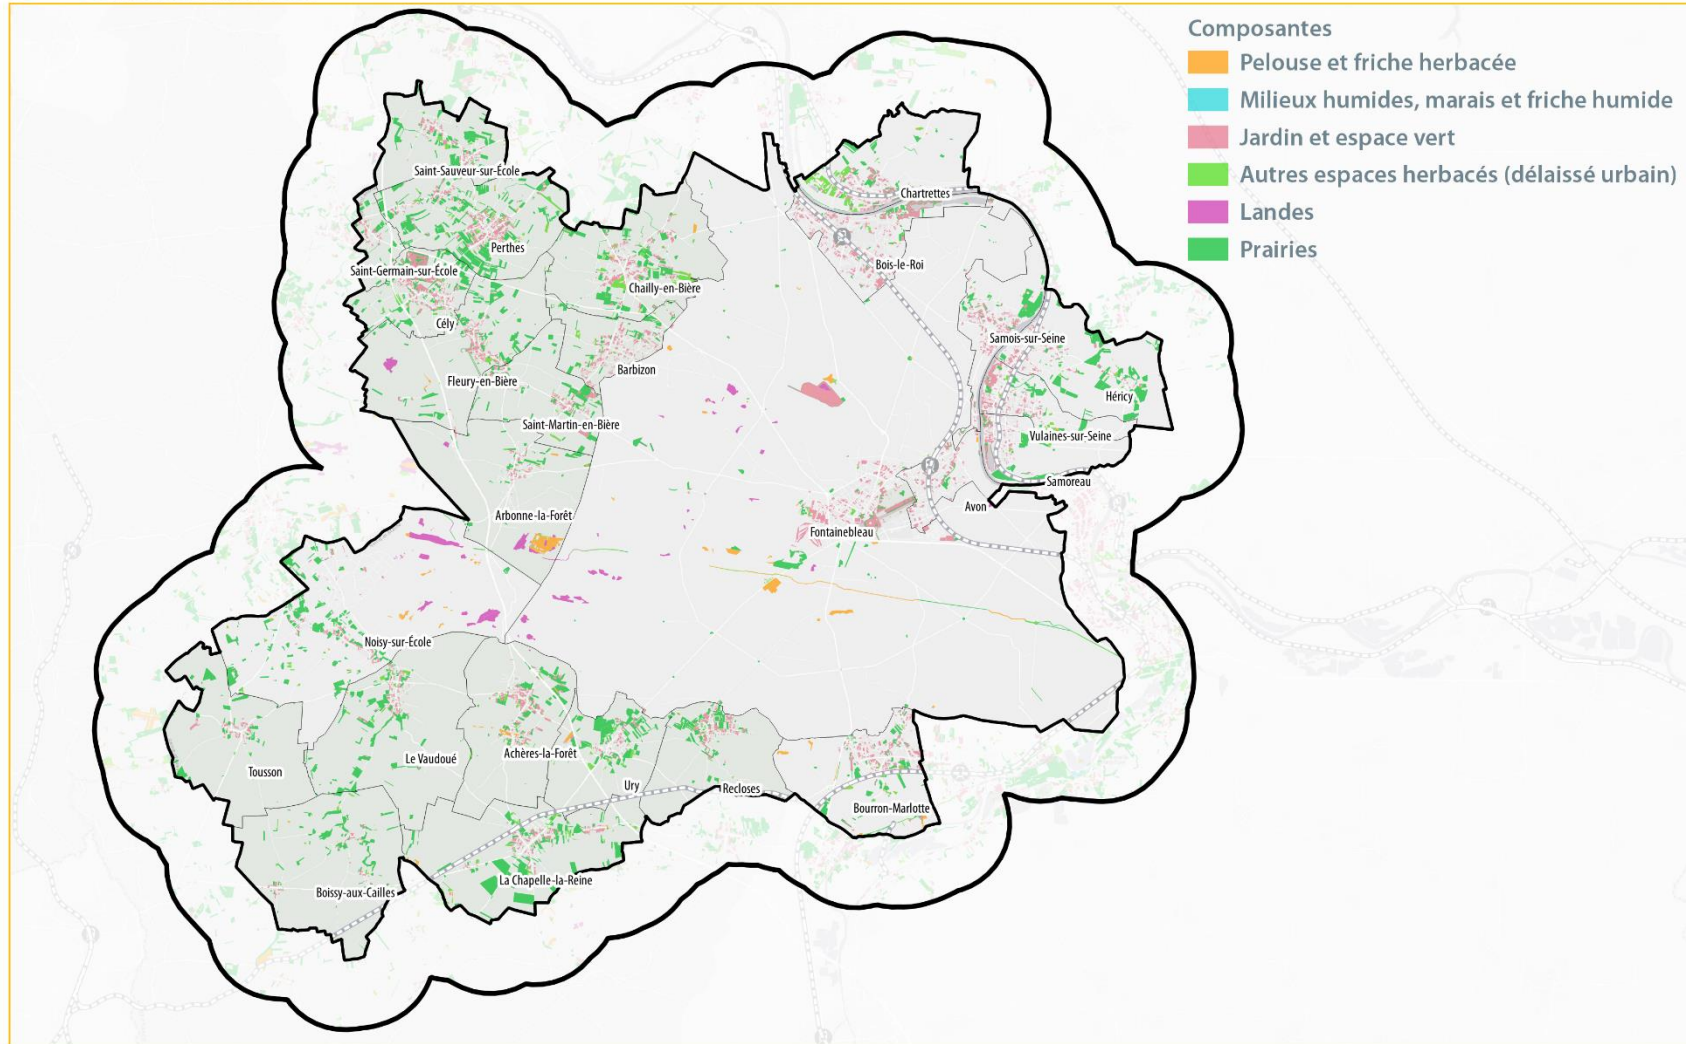 Composantes
Pelouse et friche herbacée
Milieux humides, marais et friche humide
Jardin et espace vert
Autres espaces herbacés (délaissé urbain)
Landes
Prairies
Saint-Sauveur-sur-École
Chartrettes
Perthes
Bois-le-Roi
Saint-Germain-sur-École
Chailly-en-Bière
Cély
Samois-sur-Seine
Barbizon
Fleury-en-Bière
Héricy
Saint-Martin-en-Bière
Vulaines-sur-Seine
Samoreau
Avon
Arbonne-la-Forêt
Fontainebleau
Noisy-sur-École
Achères-la-Forêt
Le Vaudoué
Tousson
Ury
Recloses
Bourron-Marlotte
La Chapelle-la-Reine
Boissy-aux-Cailles